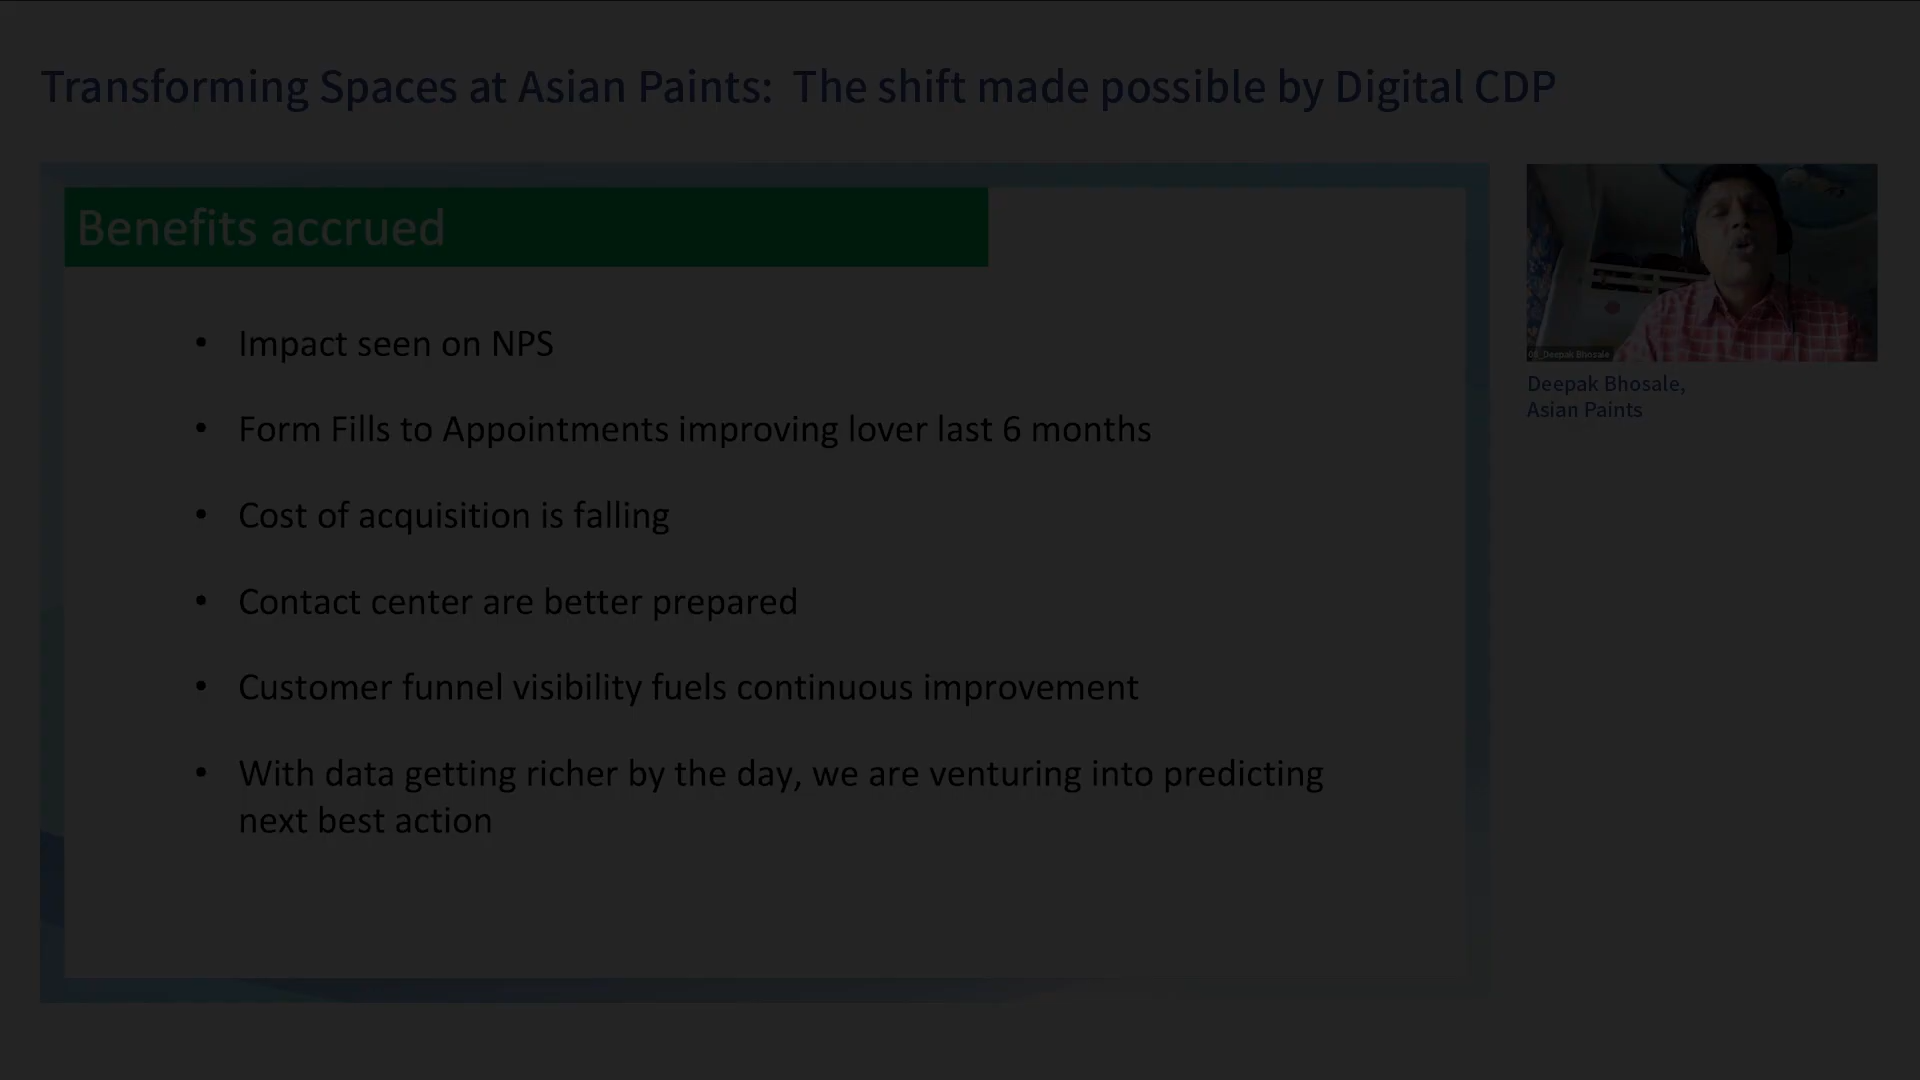 Transforming Spaces at Asian Paints: The shift made possible by Digital CDP
Benefits accrued
• Impact seen on NPS
• Form Fills to Appointments improving lover last 6 months
• Cost of acquisition is falling
• Contact center are better prepared
• Customer funnel visibility fuels continuous improvement
• With data getting richer by the day, we are venturing into predicting
next best action
06_Deepak Bhosale
Deepak Bhosale,
Asian Paints